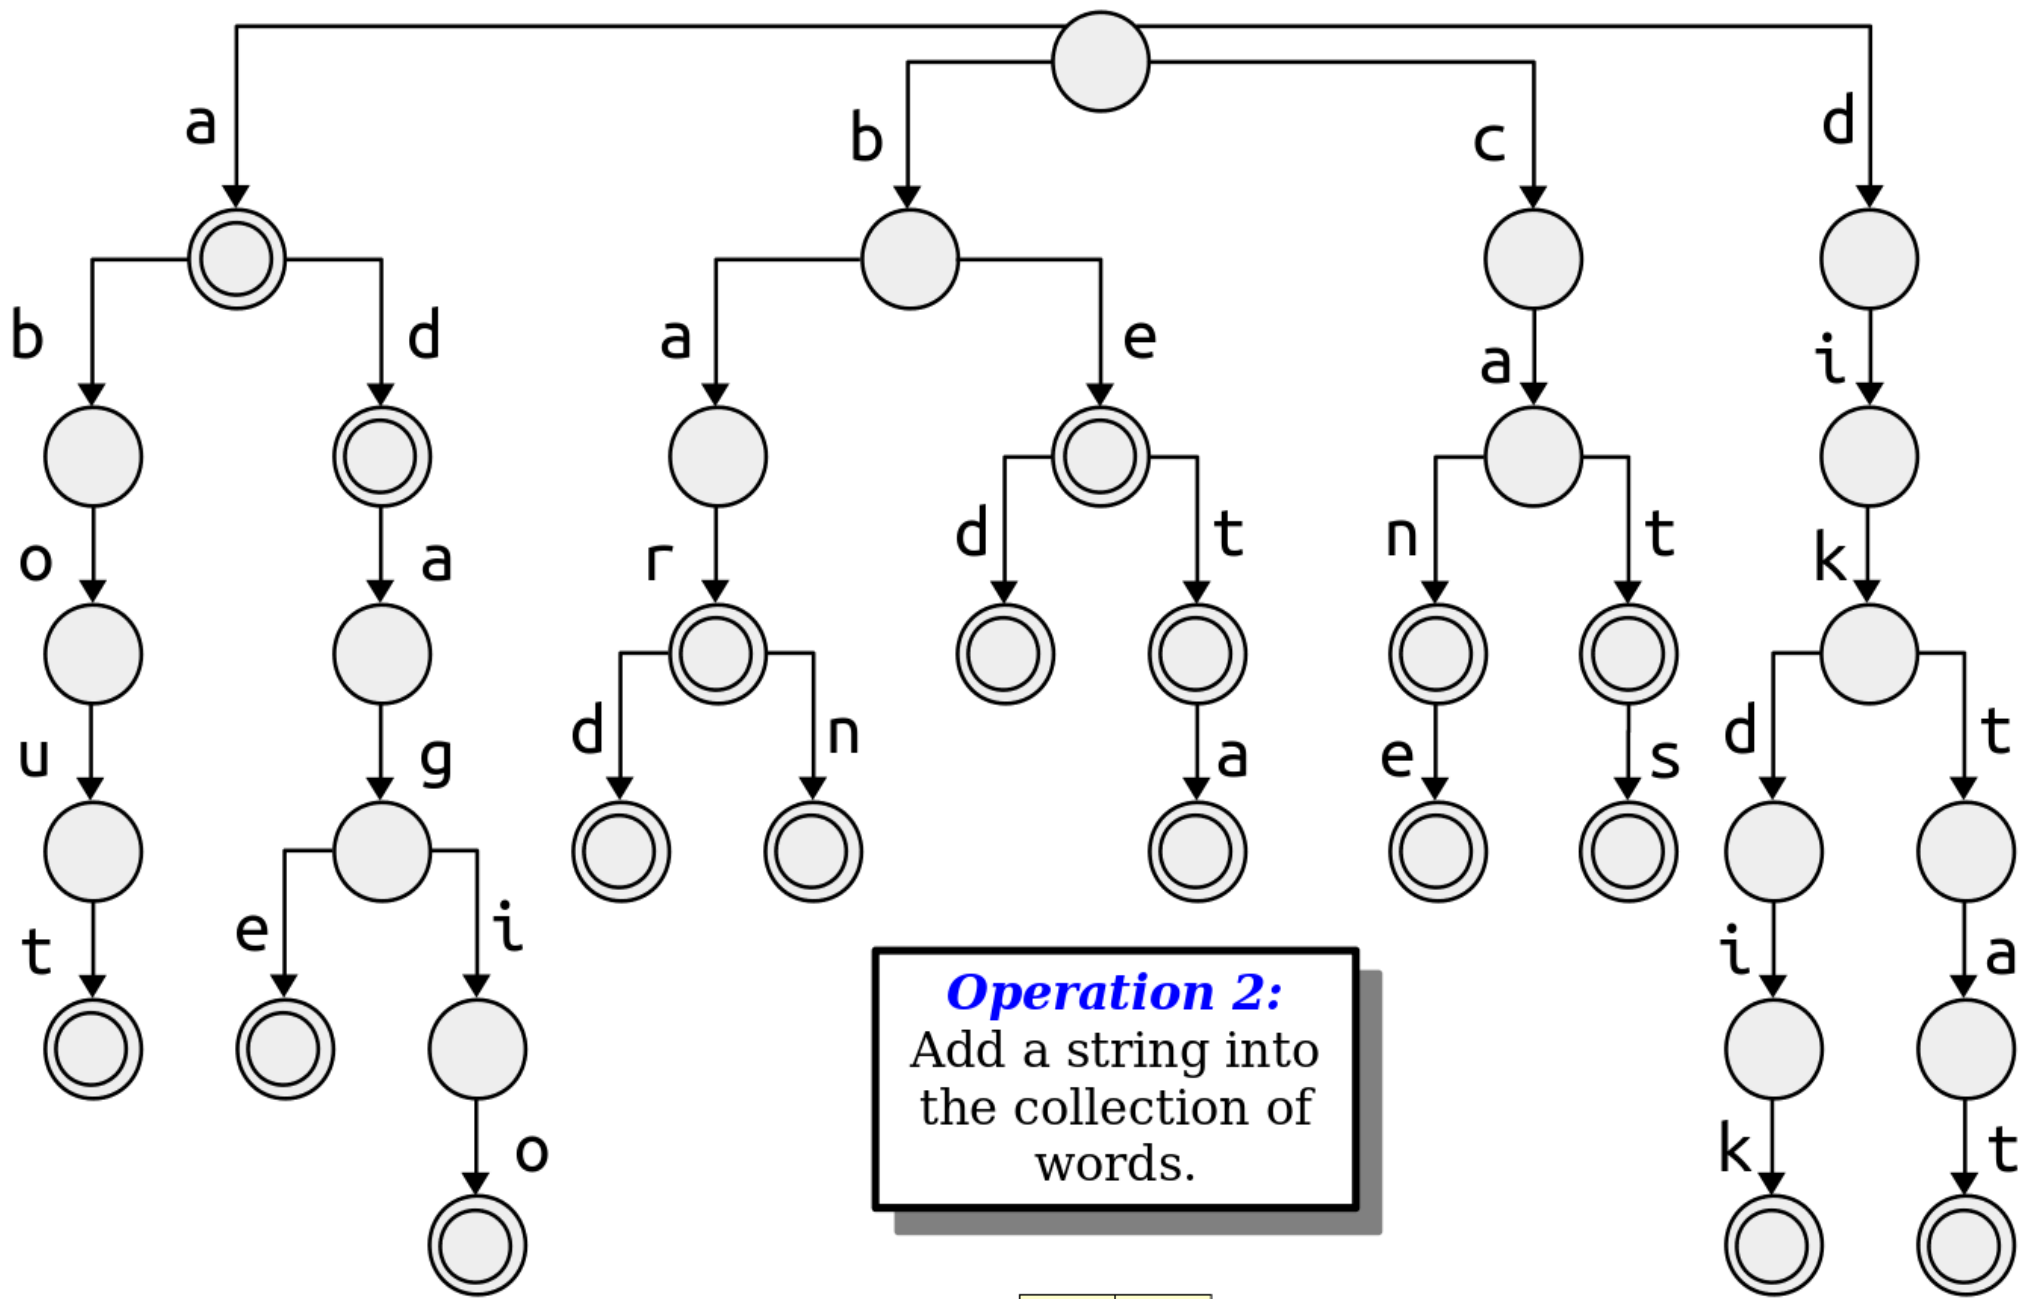 a
b
c
d
b
d
a
e
a
i
o
a
r
d
t
n
t
k
u
g
d
n
a
e
s
d
t
t
e
i
i
a
Operation 2:
Add a string into
the collection of
words.
o
k
t